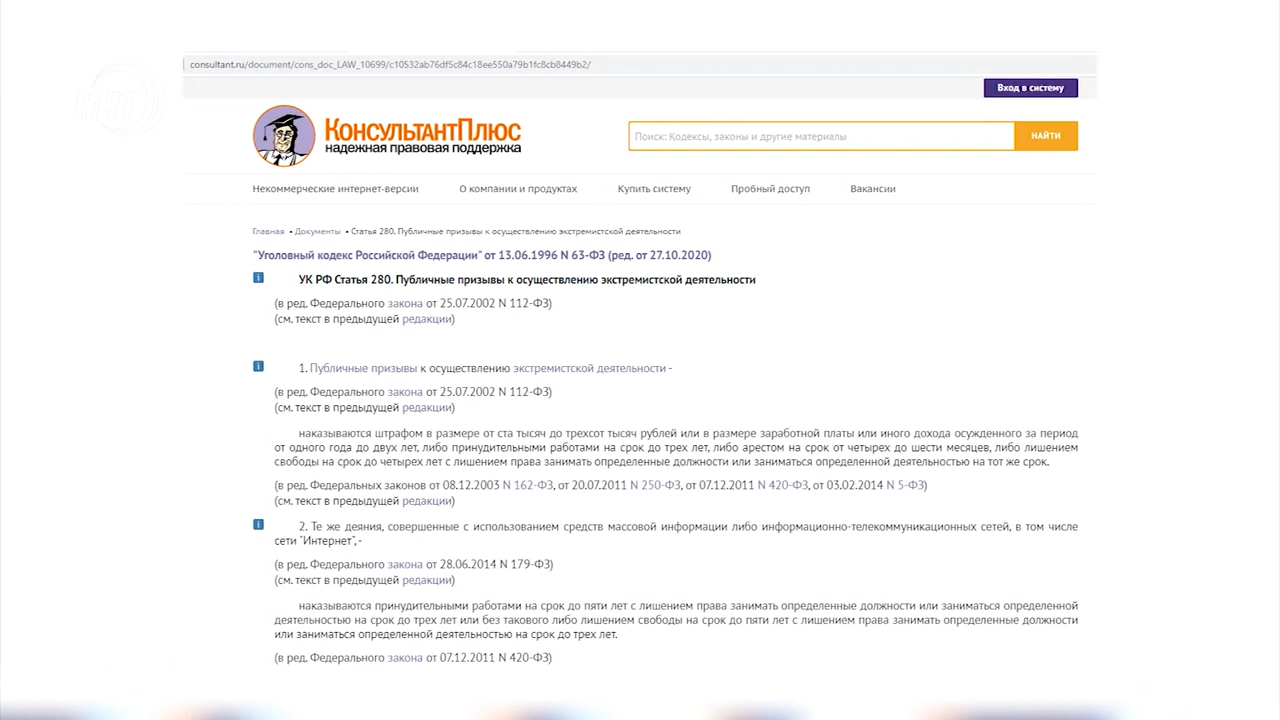 consultant.ru/document/cons_doc_LAW_10699/c10532ab76df5c84c18ee550a79b1fc8cb8449b2/
Вход в систему
КонсультантПлюс
надежная правовая поддержка
Поиск: Кодексы, законы и другие материалы
НАЙТИ
Некоммерческие интернет-версии О компании и продуктах Купить систему Пробный доступ Вакансии
Главная • Документы • Статья 280. Публичные призывы к осуществлению экстремистской деятельности
"Уголовный кодекс Российской Федерации" от 13.06.1996 N 63-ФЗ (ред. от 27.10.2020)
УК РФ Статья 280. Публичные призывы к осуществлению экстремистской деятельности
(в ред. Федерального закона от 25.07.2002 N 112-ФЗ)
(см. текст в предыдущей редакции)
1. Публичные призывы к осуществлению экстремистской деятельности -
(в ред. Федерального закона от 25.07.2002 N 112-ФЗ)
(см. текст в предыдущей редакции)
наказываются штрафом в размере от ста тысяч до трехсот тысяч рублей или в размере заработной платы или иного дохода осужденного за период
от одного года до двух лет, либо принудительными работами на срок до трех лет, либо арестом на срок от четырех до шести месяцев, либо лишением
свободы на срок до четырех лет с лишением права занимать определенные должности или заниматься определенной деятельностью на тот же срок.
(в ред. Федеральных законов от 08.12.2003 N 162-ФЗ, от 20.07.2011 N 250-ФЗ, от 07.12.2011 N 420-ФЗ, от 03.02.2014 N 5-ФЗ)
(см. текст в предыдущей редакции)
2. Те же деяния, совершенные с использованием средств массовой информации либо информационно-телекоммуникационных сетей, в том числе
сети "Интернет", -
(в ред. Федерального закона от 28.06.2014 N 179-ФЗ)
(см. текст в предыдущей редакции)
наказываются принудительными работами на срок до пяти лет с лишением права занимать определенные должности или заниматься определенной
деятельностью на срок до трех лет или без такового либо лишением свободы на срок до пяти лет с лишением права занимать определенные должности
или заниматься определенной деятельностью на срок до трех лет.
(в ред. Федерального закона от 07.12.2011 N 420-ФЗ)